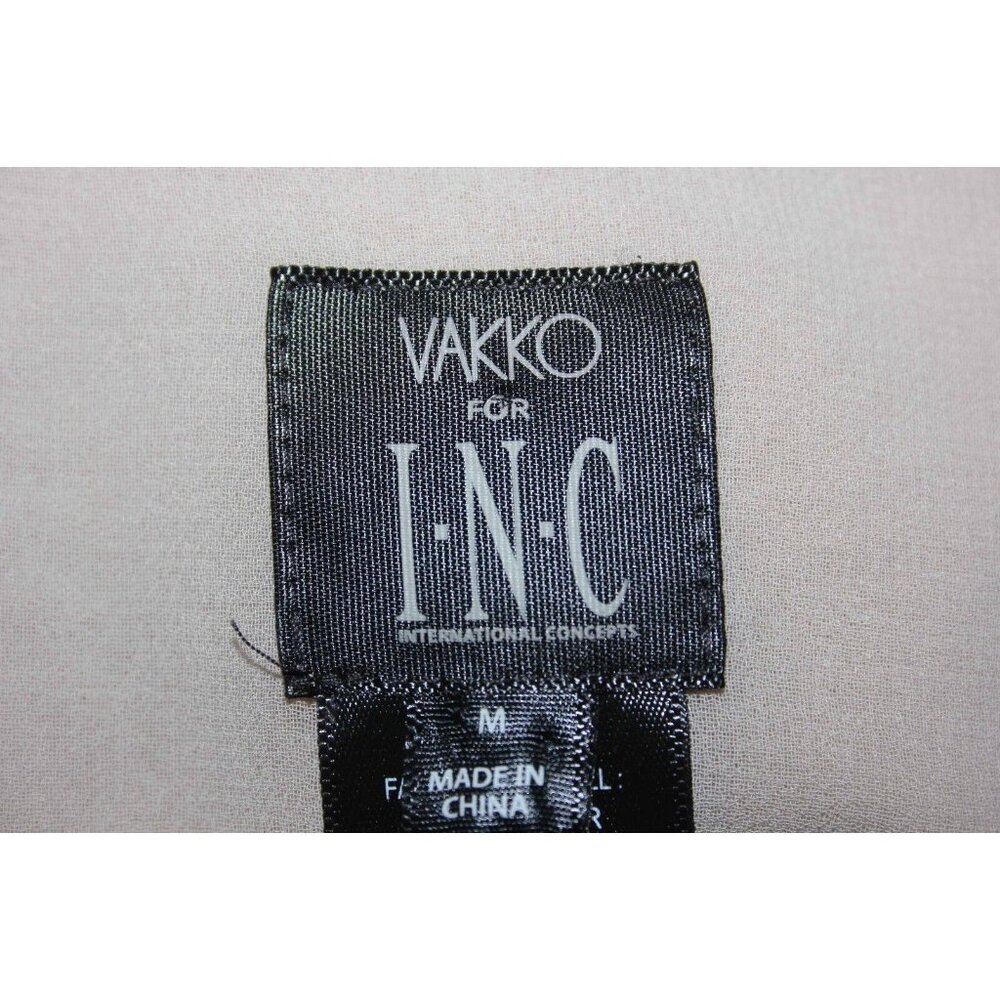 VAKKO
FOR
I·N·C
INTERNATIONAL CONCEPTS
M
MADE IN
CHINA